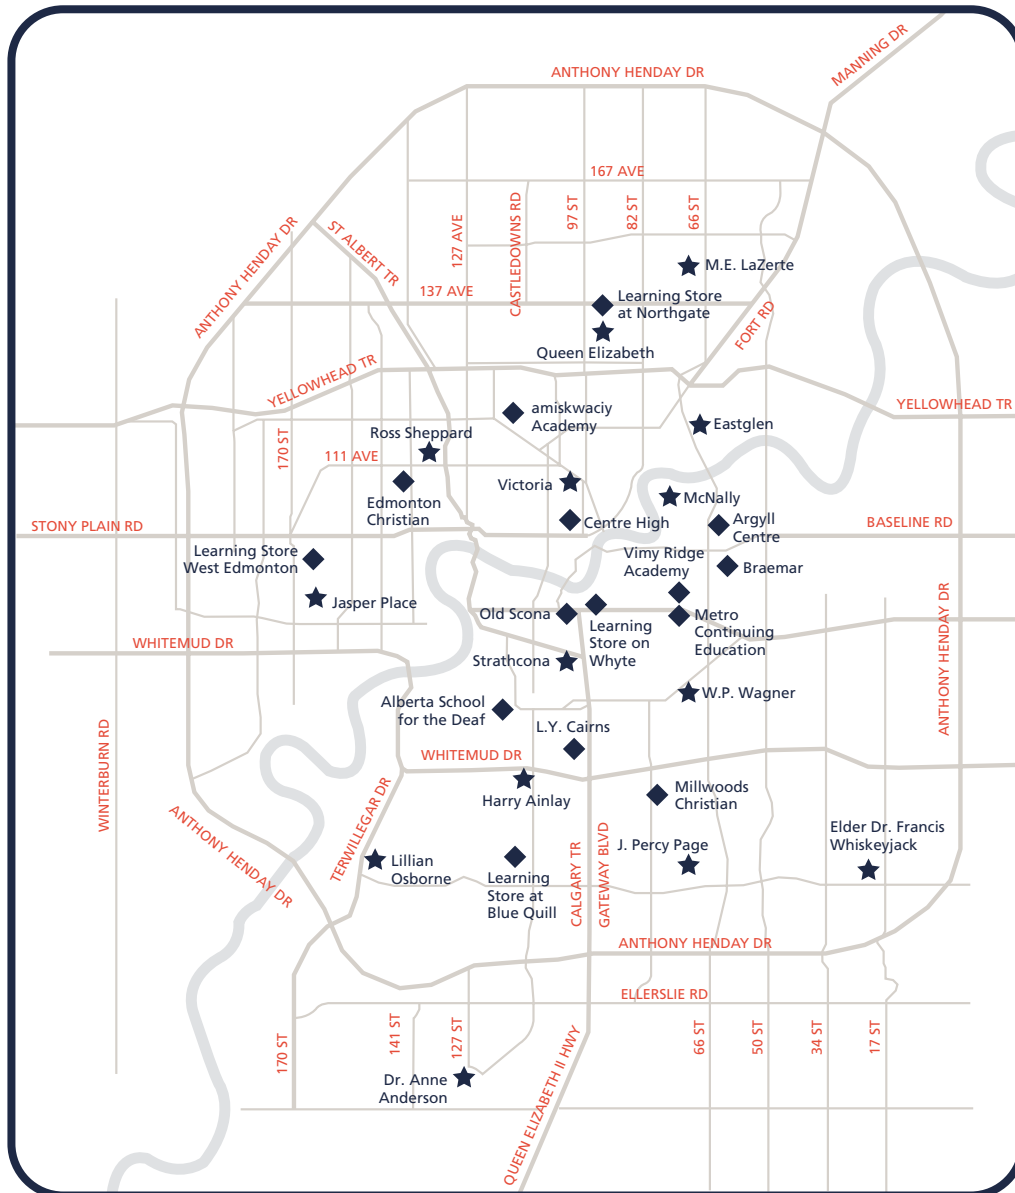 MANNING DR
ANTHONY HENDAY DR
167 AVE
97 ST
82 ST
66 ST
CASTLEDOWNS RD
127 AVE
ANTHONY HENDAY DR
ST ALBERT TR
M.E. LaZerte
137 AVE
Learning Store
at Northgate
FORT RD
Queen Elizabeth
YELLOWHEAD TR
YELLOWHEAD TR
amiskwaciy
Academy
Eastglen
170 ST
Ross Sheppard
111 AVE
Victoria
Edmonton
Christian
McNally
STONY PLAIN RD
Centre High
Argyll
Centre
BASELINE RD
Learning Store
West Edmonton
Vimy Ridge
Academy
Braemar
Jasper Place
Old Scona
Learning
Store on
Whyte
Metro
Continuing
Education
ANTHONY HENDAY DR
WHITEMUD DR
Strathcona
W.P. Wagner
Alberta School
for the Deaf
L.Y. Cairns
WINTERBURN RD
WHITEMUD DR
Harry Ainlay
Millwoods
Christian
ANTHONY HENDAY DR
TERWILLEGAR DR
Lillian
Osborne
Learning
Store at
Blue Quill
CALGARY TR
GATEWAY BLVD
J. Percy Page
Elder Dr. Francis
Whiskeyjack
ANTHONY HENDAY DR
ELLERSLIE RD
170 ST
141 ST
127 ST
66 ST
50 ST
34 ST
17 ST
Dr. Anne
Anderson
QUEEN ELIZABETH II HWY